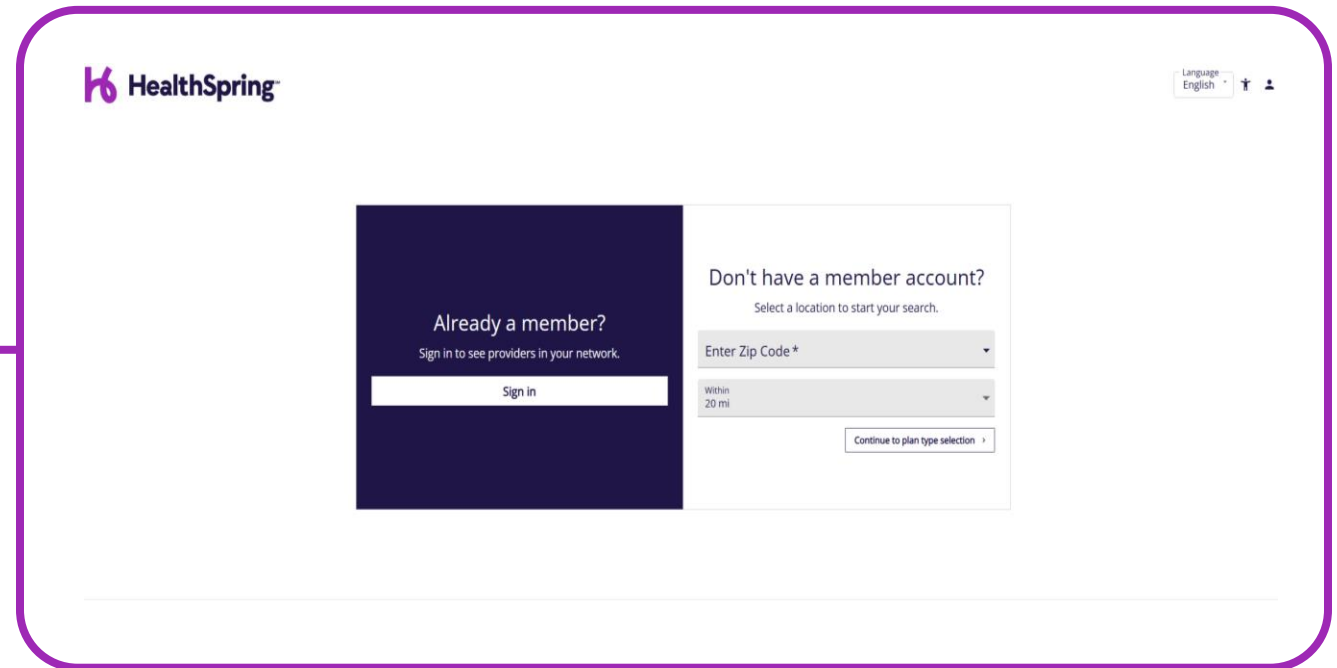 HealthSpring℠
Language
English
Already a member?
Sign in to see providers in your network.
Sign in
Don't have a member account?
Select a location to start your search.
Enter Zip Code *
Within
20 mi
Continue to plan type selection ›